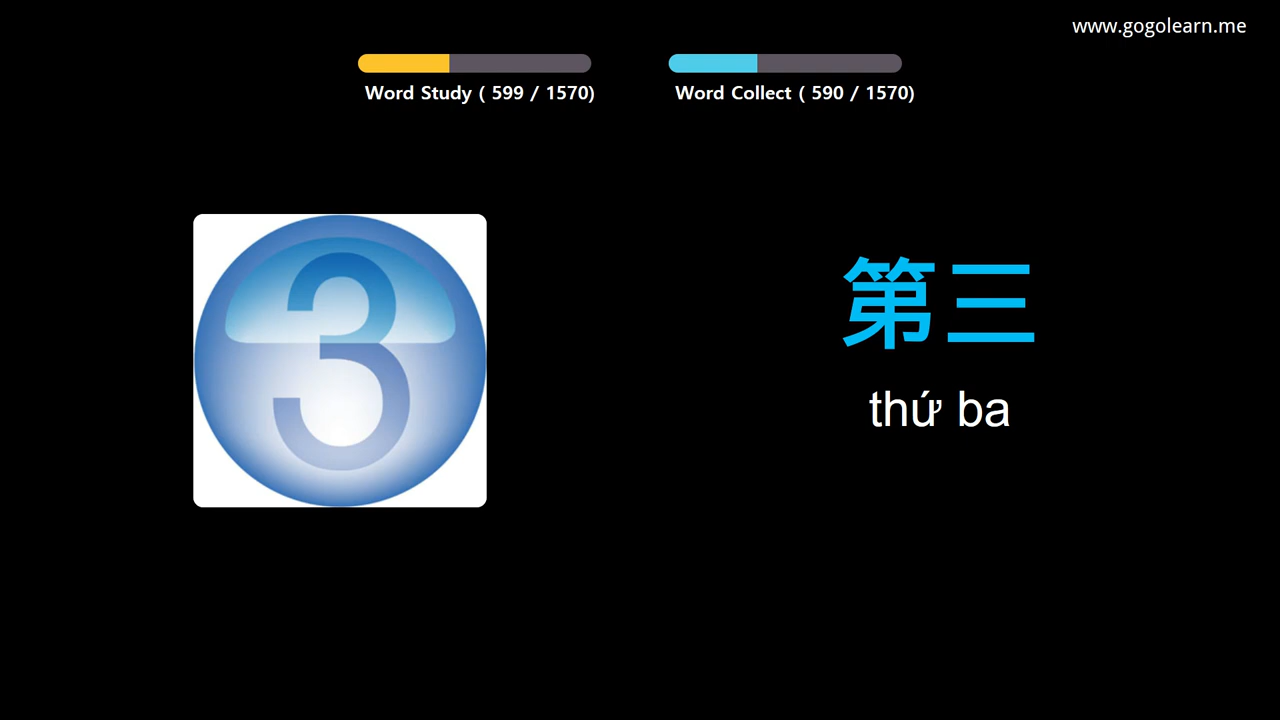 www.gogolearn.me
Word Study ( 599 / 1570)
Word Collect ( 590 / 1570)
3
第三
thứ ba